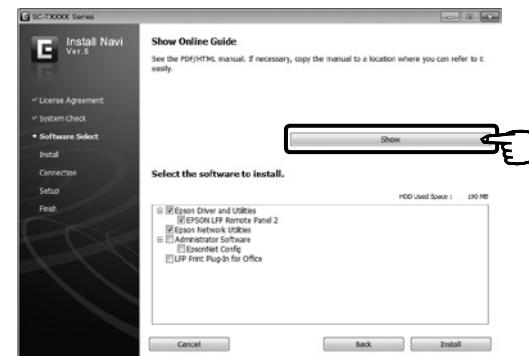 SC-TXXXX Series
Install Navi
Ver.5
License Agreement
System Check
Software Select
Install
Connection
Setup
Finish
Show Online Guide
See the PDF/HTML manual. If necessary, copy the manual to a location where you can refer to it
easily.
Show
Select the software to install.
HDD Used Space : 190 MB
Epson Driver and Utilities
EPSON LFP Remote Panel 2
Epson Network Utilities
Administrator Software
EpsonNet Config
LFP Print Plug-In for Office
Cancel
Back
Install